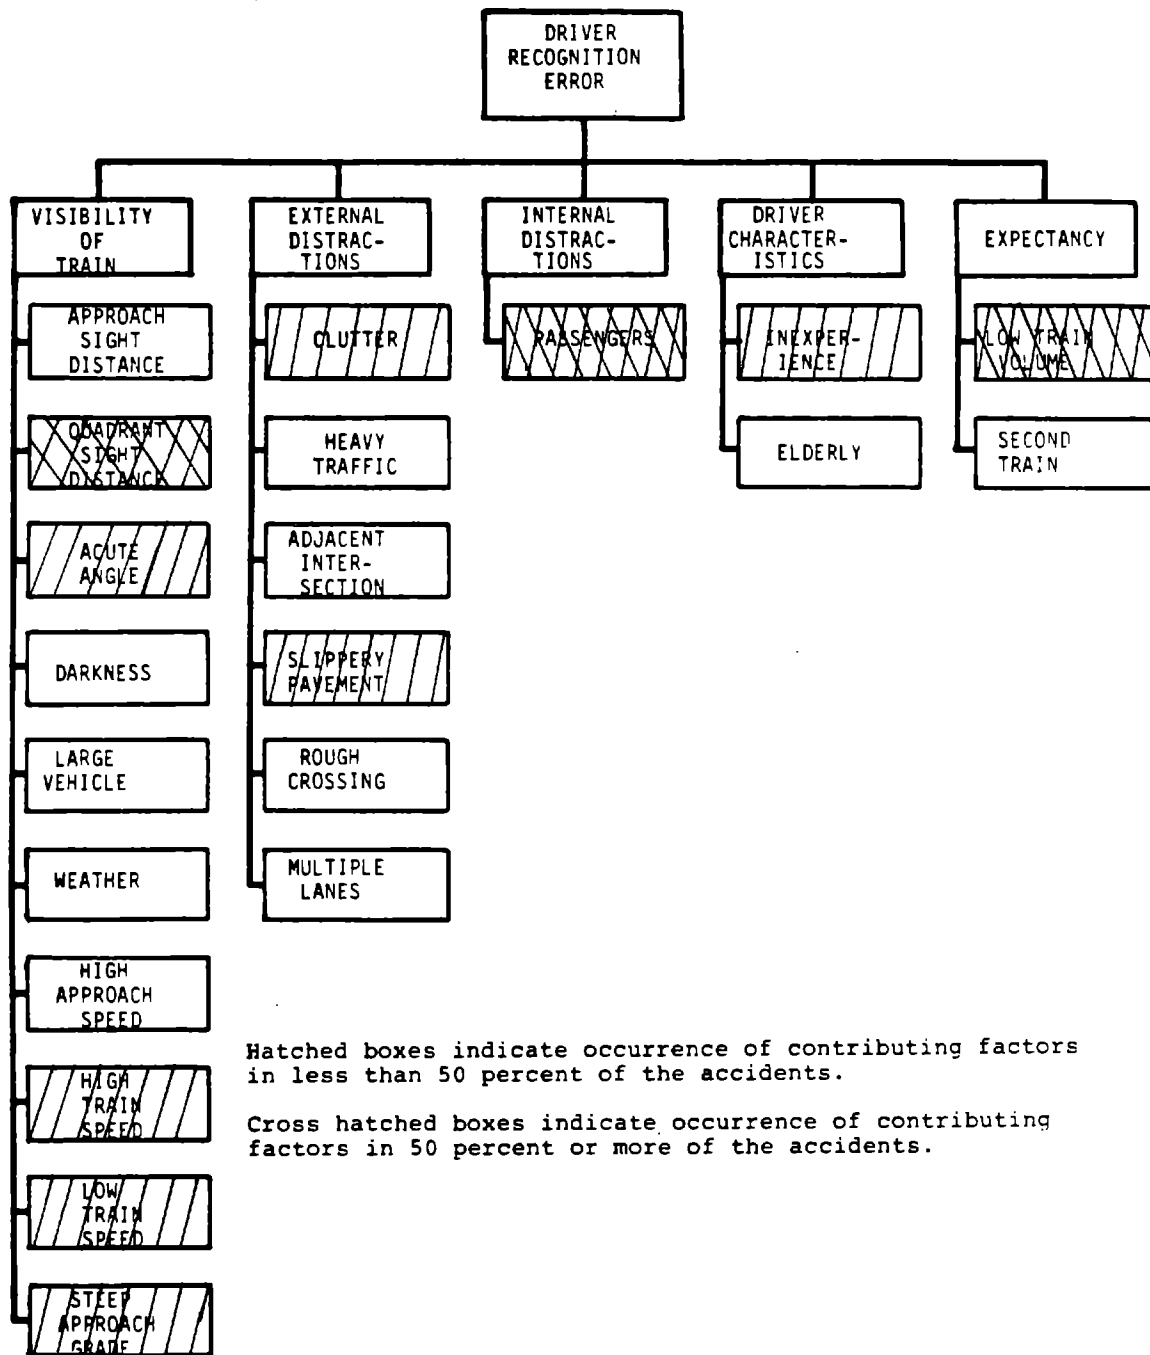 DRIVER
RECOGNITION
ERROR
VISIBILITY
OF
TRAIN
EXTERNAL
DISTRAC-
TIONS
INTERNAL
DISTRAC-
TIONS
DRIVER
CHARACTER-
ISTICS
EXPECTANCY
APPROACH
SIGHT
DISTANCE
QUADRANT
SIGHT
DISTANCE
ACUTE
ANGLE
DARKNESS
LARGE
VEHICLE
WEATHER
HIGH
APPROACH
SPEED
HIGH
TRAIN
SPEED
LOW
TRAIN
SPEED
STEEP
APPROACH
GRADE
CLUTTER
HEAVY
TRAFFIC
ADJACENT
INTER-
SECTION
SLIPPERY
PAVEMENT
ROUGH
CROSSING
MULTIPLE
LANES
PASSENGERS
INEXPER-
IENCE
ELDERLY
LOW TRAIN
VOLUME
SECOND
TRAIN
Hatched boxes indicate occurrence of contributing factors
in less than 50 percent of the accidents.
Cross hatched boxes indicate occurrence of contributing
factors in 50 percent or more of the accidents.